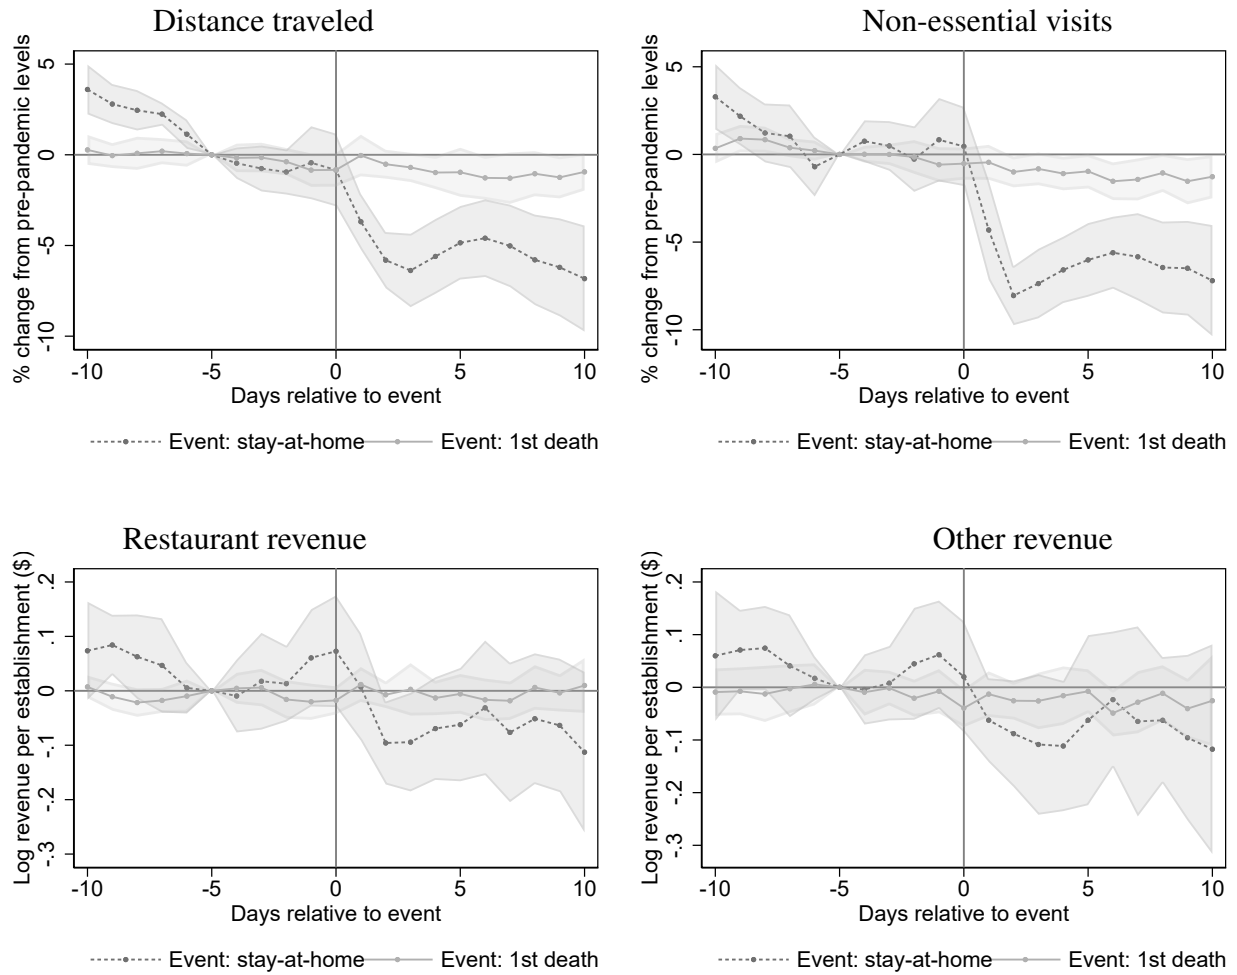 Distance traveled
% change from pre-pandemic levels
5
0
-5
-10
-10 -5 0 5 10
Days relative to event
Event: stay-at-home Event: 1st death
Non-essential visits
% change from pre-pandemic levels
5
0
-5
-10
-10 -5 0 5 10
Days relative to event
Event: stay-at-home Event: 1st death
Restaurant revenue
Log revenue per establishment ($)
.2
.1
0
-.1
-.2
-.3
-10 -5 0 5 10
Days relative to event
Event: stay-at-home Event: 1st death
Other revenue
Log revenue per establishment ($)
.2
.1
0
-.1
-.2
-.3
-10 -5 0 5 10
Days relative to event
Event: stay-at-home Event: 1st death